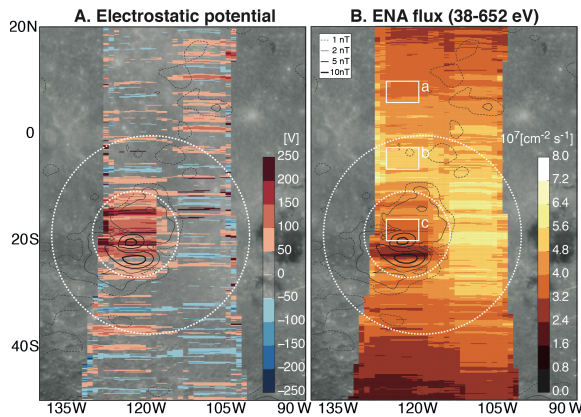 A. Electrostatic potential
B. ENA flux (38-652 eV)
20N
0
20S
40S
135W
120W
105W
90 W
[V]
250
200
150
100
50
0
−50
−100
−150
−200
−250
1 nT
2 nT
5 nT
10nT
a
b
c
10⁷[cm⁻² s⁻¹]
8.0
7.2
6.4
5.6
4.8
4.0
3.2
2.4
1.6
0.8
0.0
135W
120W
105W
90W